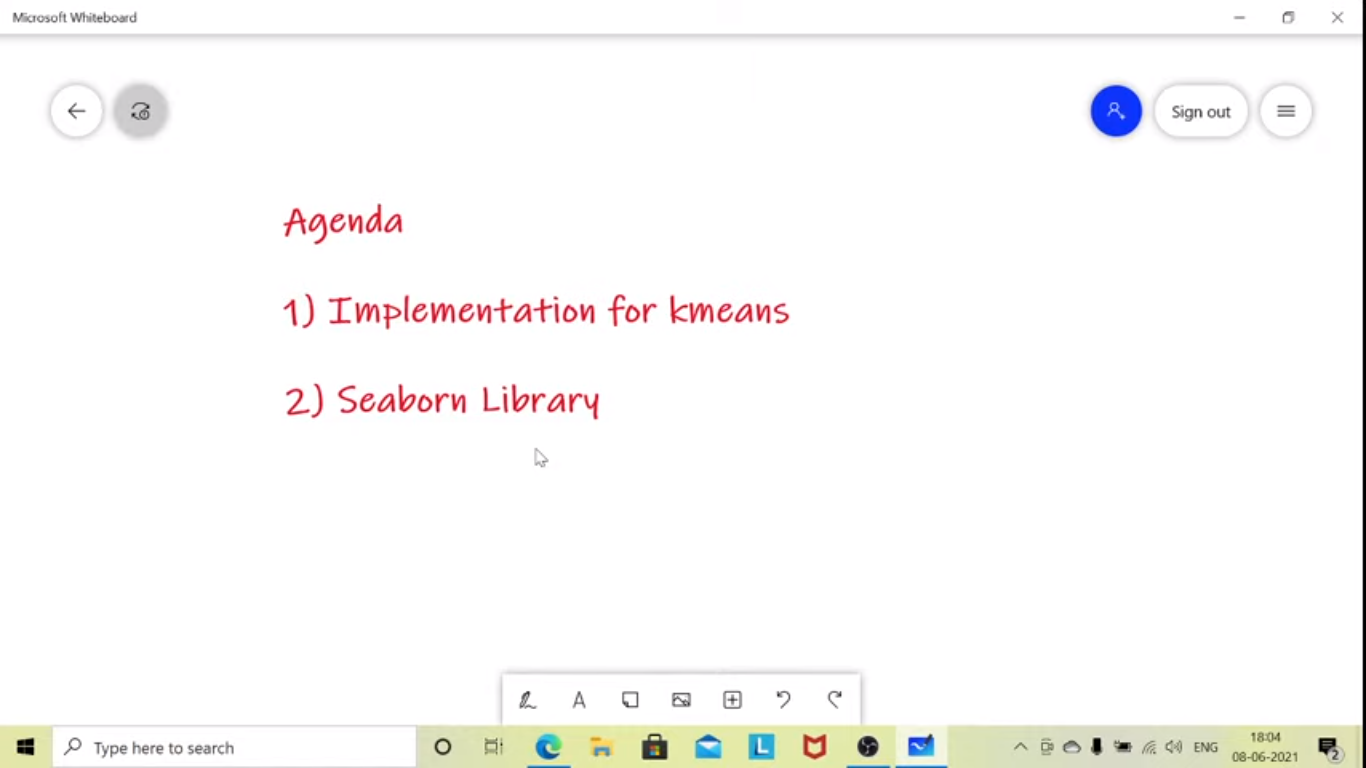 Microsoft Whiteboard
Sign out
Agenda
1) Implementation for kmeans
2) Seaborn Library
Type here to search
L
ENG
18:04
08-06-2021
2